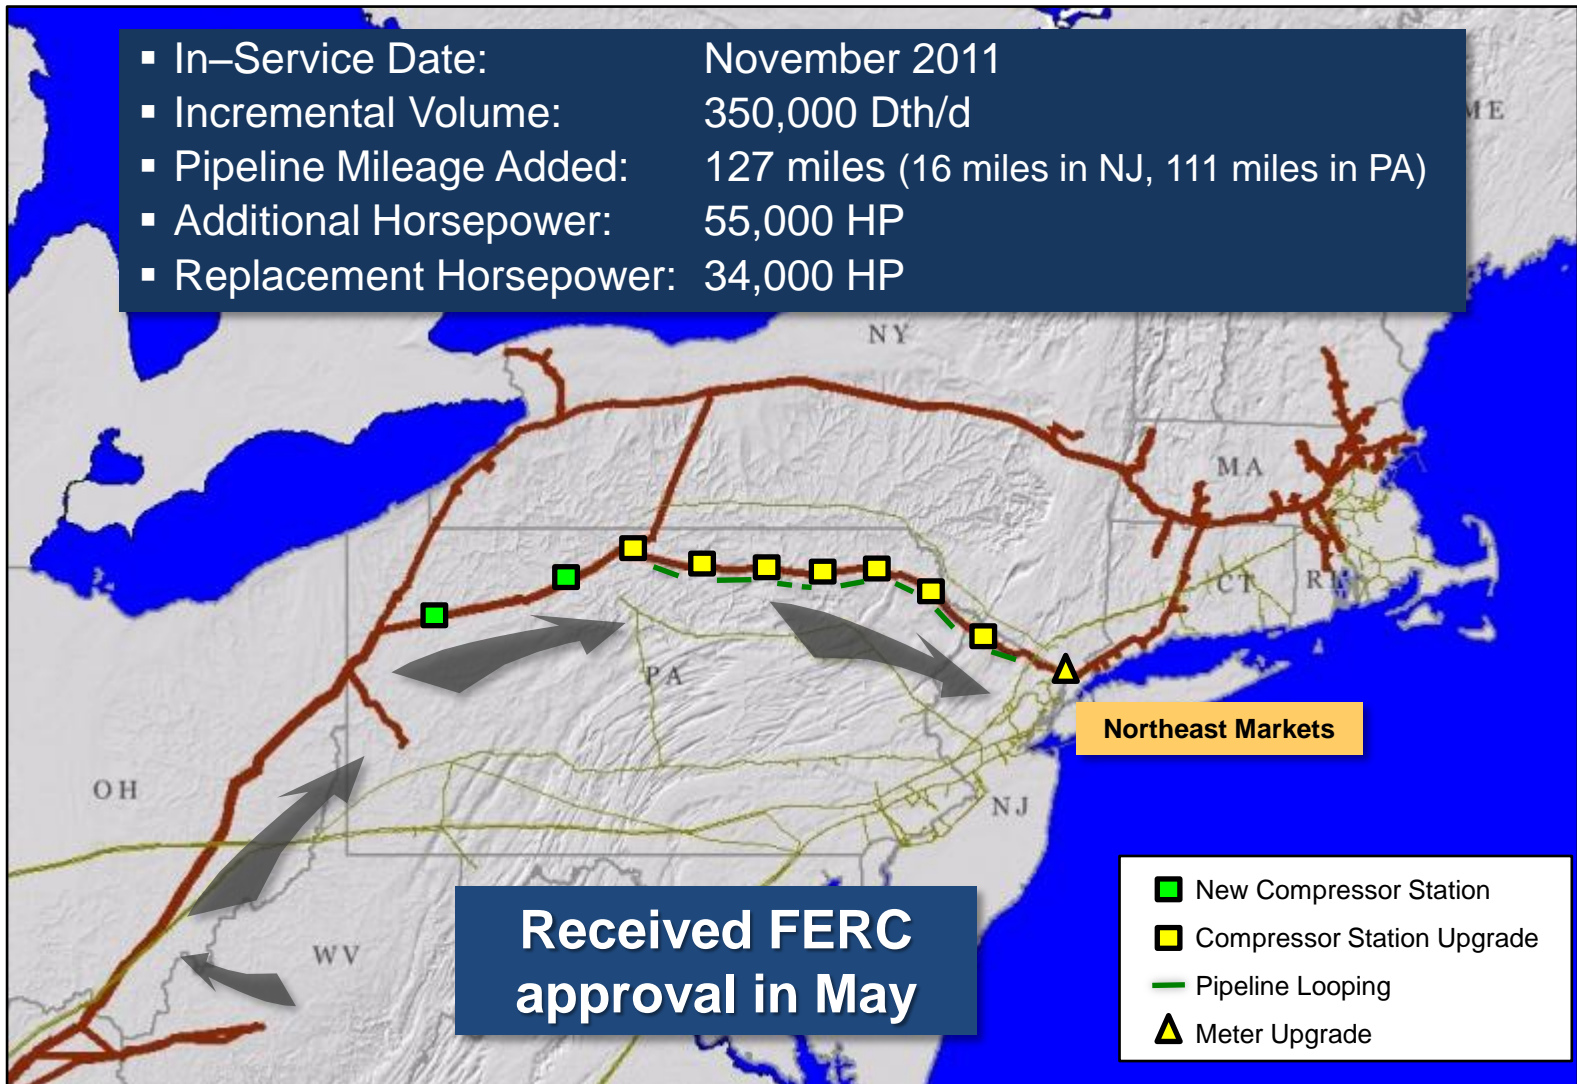 ▪ In–Service Date: November 2011
▪ Incremental Volume: 350,000 Dth/d
▪ Pipeline Mileage Added: 127 miles (16 miles in NJ, 111 miles in PA)
▪ Additional Horsepower: 55,000 HP
▪ Replacement Horsepower: 34,000 HP
ME
NY
MA
CT
RI
PA
Northeast Markets
OH
NJ
WV
Received FERC
approval in May
New Compressor Station
Compressor Station Upgrade
Pipeline Looping
Meter Upgrade